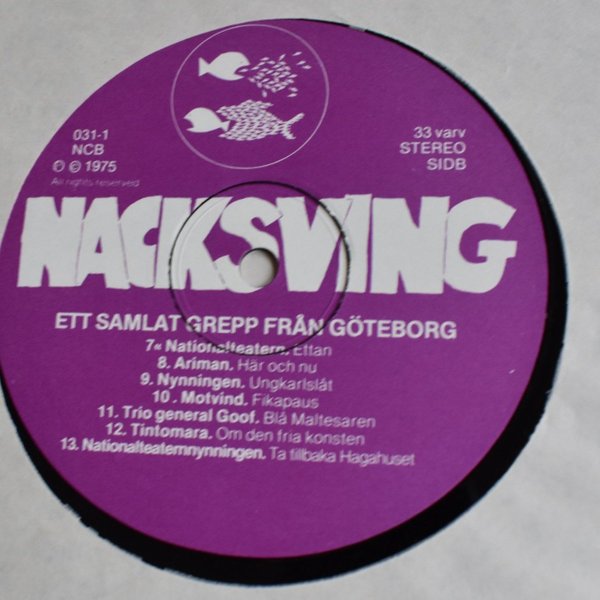 031-1
NCB
℗ © 1975
All rights reserved
33 varv
STEREO
SIDB
NACKSVING
ETT SAMLAT GREPP FRÅN GÖTEBORG
7« Nationalteatern. Ettan
8. Ariman. Här och nu
9. Nynningen. Ungkarlslåt
10 . Motvind. Fikapaus
11. Trio general Goof. Blå Maltesaren
12. Tintomara. Om den fria konsten
13. Nationalteaternnynningen. Ta tillbaka Hagahuset